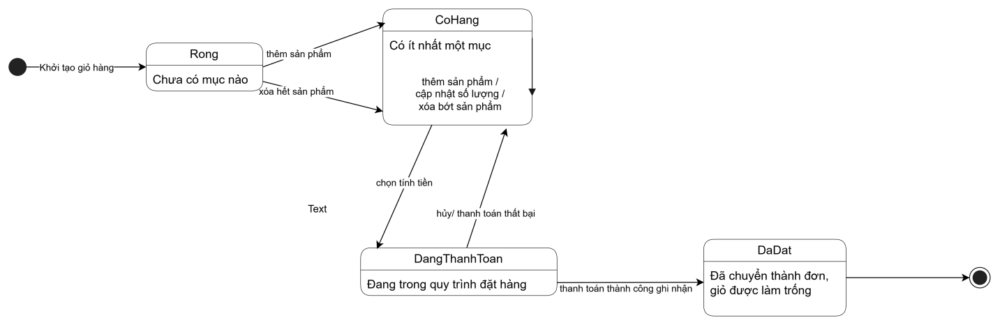 CoHang
Có ít nhất một mục
Rong
thêm sản phẩm
Khởi tạo giỏ hàng
Chưa có mục nào
thêm sản phẩm /
cập nhật số lượng /
xóa bớt sản phẩm
xóa hết sản phẩm
chọn tính tiền
Text
hủy/ thanh toán thất bại
DangThanhToan
Đang trong quy trình đặt hàng
thanh toán thành công ghi nhận
DaDat
Đã chuyển thành đơn,
giỏ được làm trống